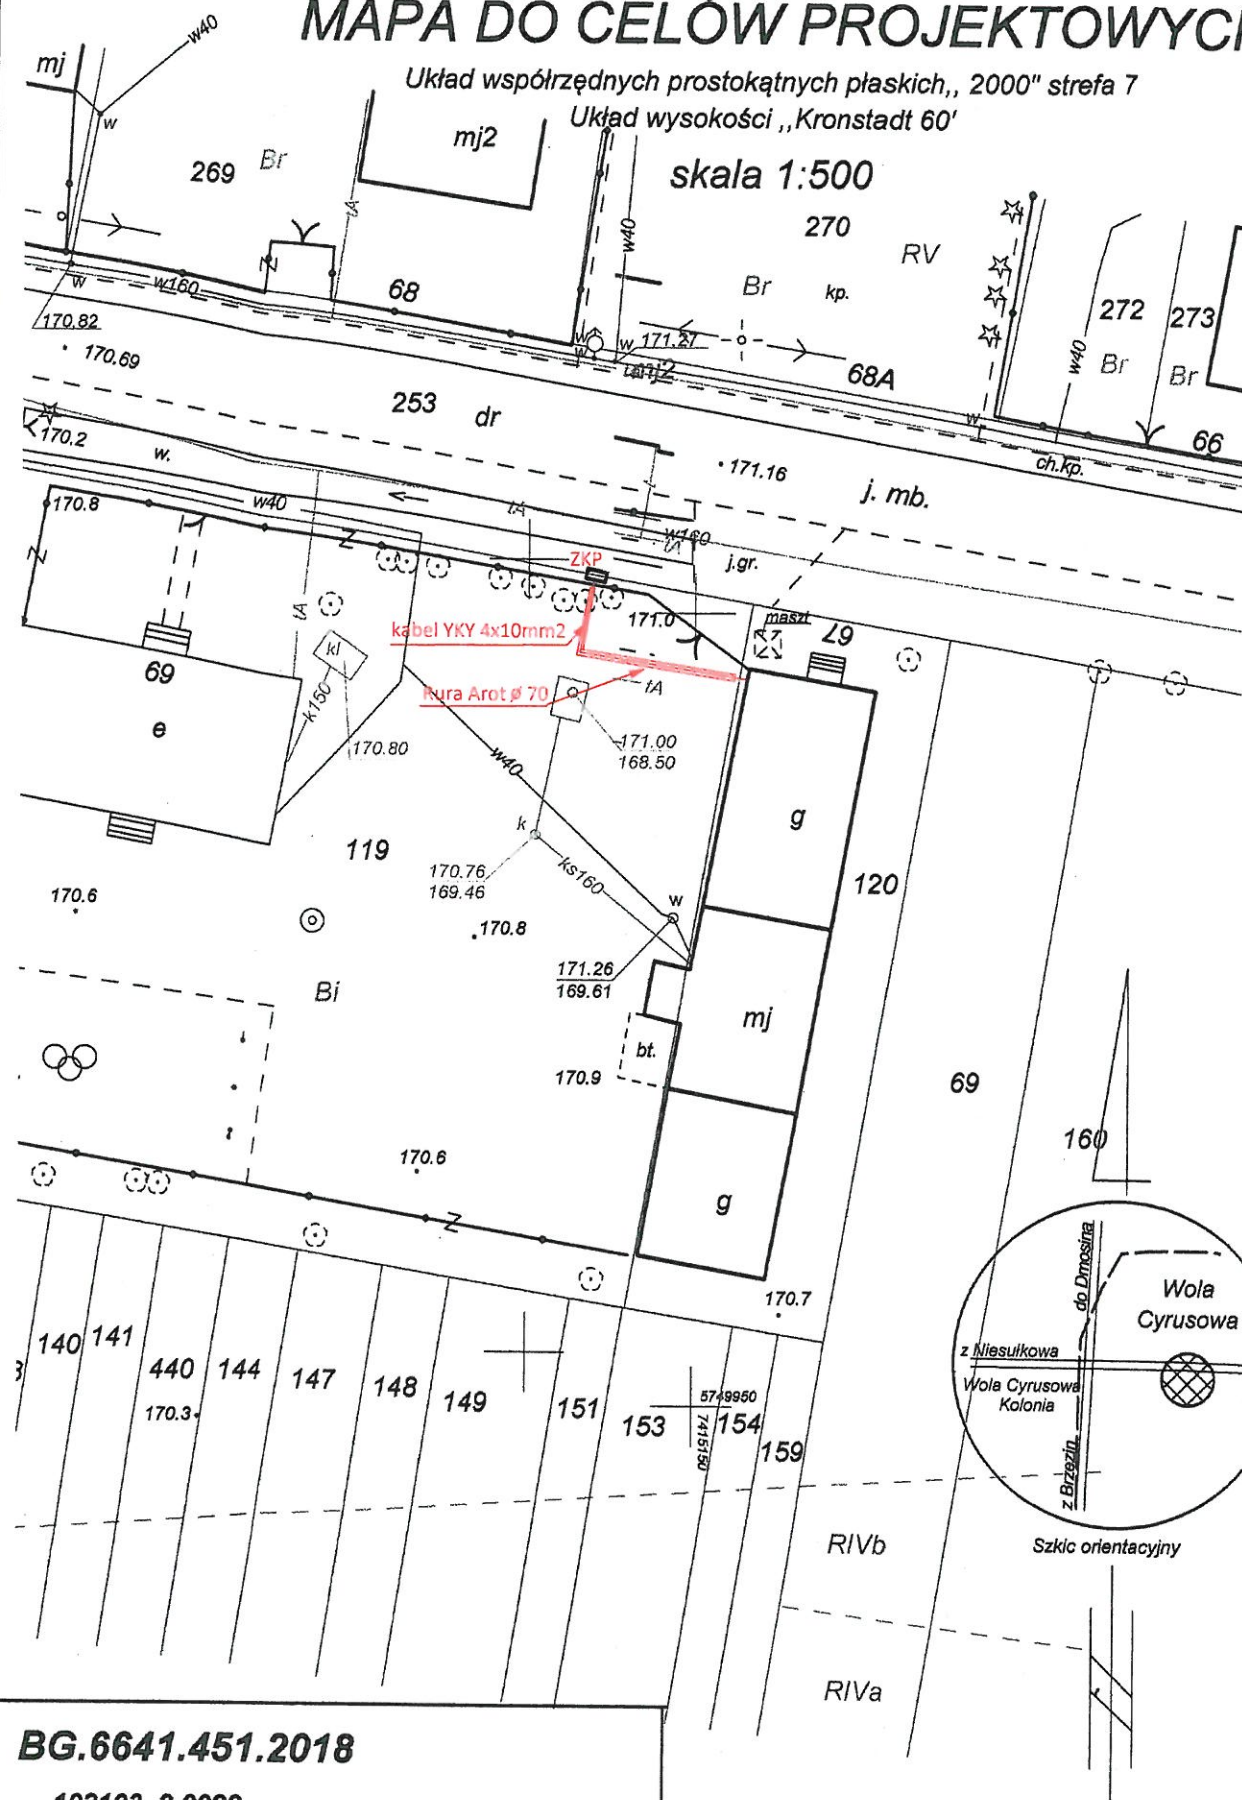 MAPA DO CELÓW PROJEKTOWYCH
Układ współrzędnych prostokątnych płaskich,, 2000" strefa 7
Układ wysokości ,,Kronstadt 60'
skala 1:500
w40
mj
w
269
Br
mj2
tA
w40
270
RV
Br
kp.
272
273
w40
Br
Br
w
w160
68
170.82
170.69
w
w
w
171.27
68A
w
66
ch.kp.
253
dr
170.2
w.
171.16
j. mb.
170.8
w40
tA
w160
tA
j.gr.
ZKP
tA
kabel YKY 4x10mm2
171.0
maszt
67
kl
69
k150
Rura Arot ø 70
tA
e
170.80
w40
171.00
168.50
g
k
119
170.76
169.46
ks160
120
170.6
w
170.8
171.26
169.61
Bi
mj
bt.
170.9
69
160
170.6
g
170.7
do Dmosina
Wola
Cyrusowa
z Niesułkowa
Wola Cyrusowa
Kolonia
z Brzezin
Szkic orientacyjny
140
141
440
144
147
148
149
151
153
154
159
170.3
5749950
7415150
RIVb
RIVa
BG.6641.451.2018